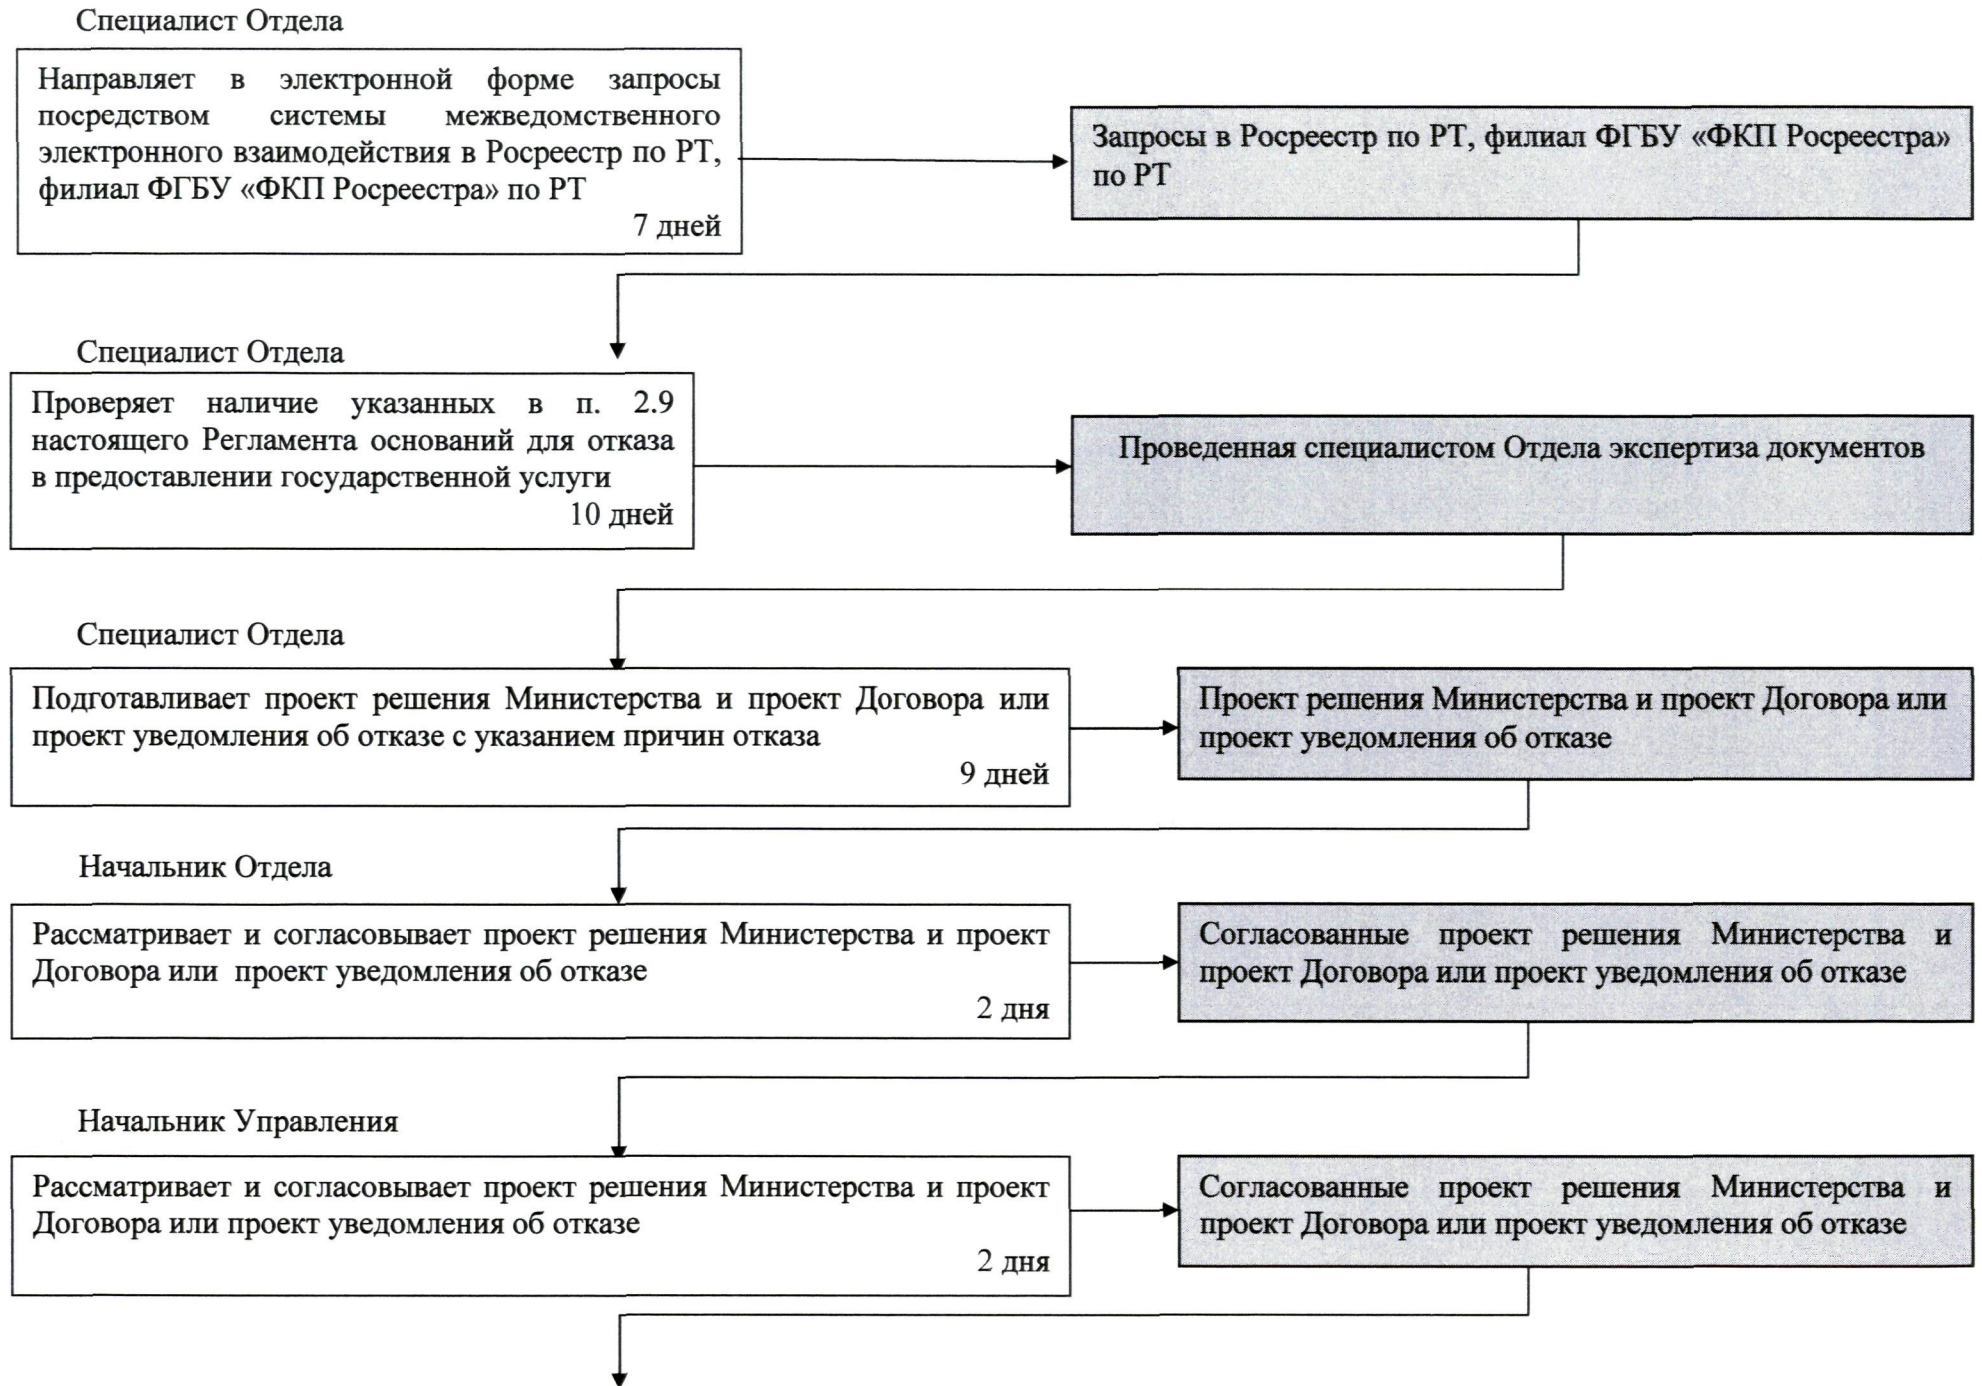 Специалист Отдела
Направляет в электронной форме запросы
посредством системы межведомственного
электронного взаимодействия в Росреестр по РТ,
филиал ФГБУ «ФКП Росреестра» по РТ
7 дней
Запросы в Росреестр по РТ, филиал ФГБУ «ФКП Росреестра»
по РТ
Специалист Отдела
Проверяет наличие указанных в п. 2.9
настоящего Регламента оснований для отказа
в предоставлении государственной услуги
10 дней
Проведенная специалистом Отдела экспертиза документов
Специалист Отдела
Подготавливает проект решения Министерства и проект Договора или
проект уведомления об отказе с указанием причин отказа
9 дней
Проект решения Министерства и проект Договора или
проект уведомления об отказе
Начальник Отдела
Рассматривает и согласовывает проект решения Министерства и проект
Договора или проект уведомления об отказе
2 дня
Согласованные проект решения Министерства и
проект Договора или проект уведомления об отказе
Начальник Управления
Рассматривает и согласовывает проект решения Министерства и проект
Договора или проект уведомления об отказе
2 дня
Согласованные проект решения Министерства и
проект Договора или проект уведомления об отказе